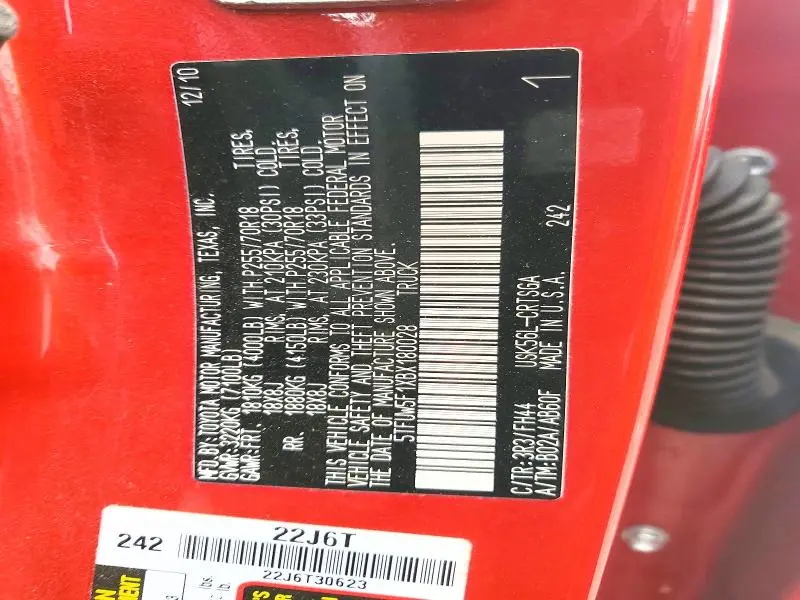 MFD.BY:TOYOTA MOTOR MANUFACTURING, TEXAS, INC. 12/10
GVWR:3220KG (7100LB)
GAWR:FRT. 1810KG (4000LB) WITH P255/70R18 TIRES,
18X8J RIMS, AT 210KPA (30PSI) COLD.
RR. 1880KG (4150LB) WITH P255/70R18 TIRES,
18X8J RIMS, AT 230KPA (33PSI) COLD.
THIS VEHICLE CONFORMS TO ALL APPLICABLE FEDERAL MOTOR
VEHICLE SAFETY AND THEFT PREVENTION STANDARDS IN EFFECT ON
THE DATE OF MANUFACTURE SHOWN ABOVE.
5TFUW5F1XBX180028 TRUCK
C/TR:3R3/FH44 USK56L-CRTSGA 242
A/TM:B02A/AB60F MADE IN U.S.A. 1
242 22J6T
22J6T30623